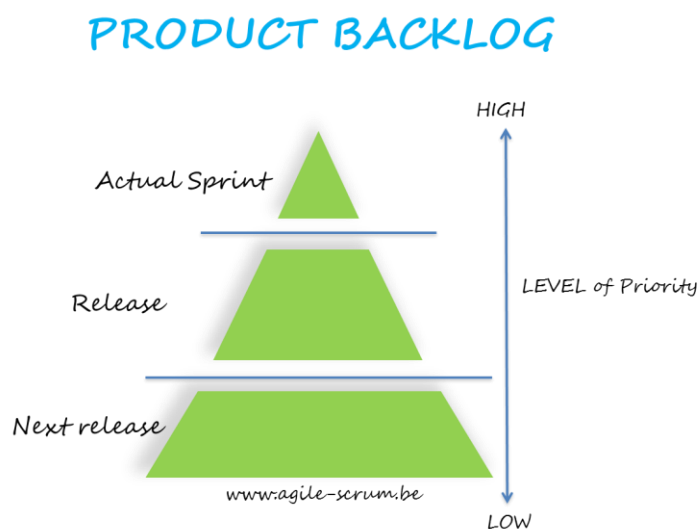 PRODUCT BACKLOG
HIGH
Actual Sprint
LEVEL of Priority
Release
Next release
www.agile-scrum.be
LOW